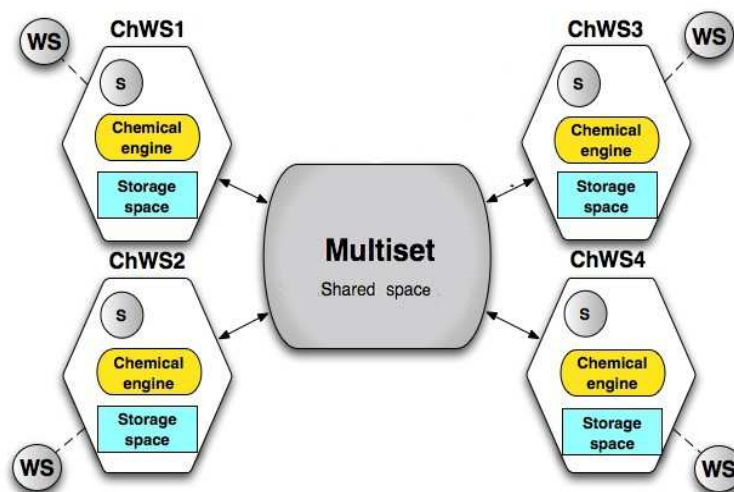 ChWS1
WS
S
Chemical
engine
Storage
space
ChWS3
WS
S
Chemical
engine
Storage
space
Multiset
Shared space
ChWS2
S
Chemical
engine
Storage
space
WS
ChWS4
S
Chemical
engine
Storage
space
WS